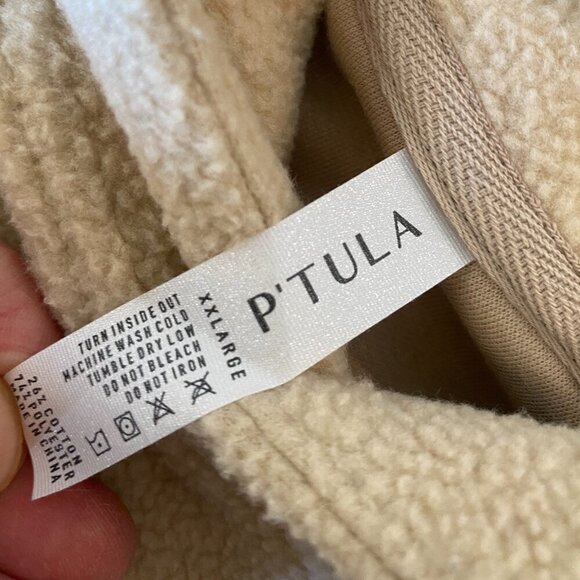 P'TULA
XXLARGE
TURN INSIDE OUT
MACHINE WASH COLD
TUMBLE DRY LOW
DO NOT BLEACH
DO NOT IRON
26% COTTON
74%POLYESTER
MADE IN CHINA